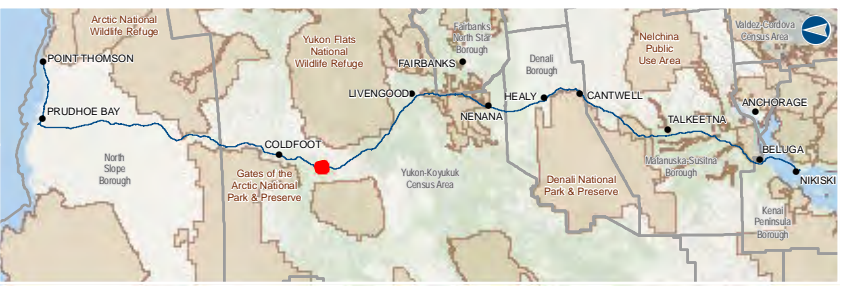 Arctic National
Wildlife Refuge
POINT THOMSON
PRUDHOE BAY
North
Slope
Borough
COLDFOOT
Gates of the
Arctic National
Park & Preserve
Yukon Flats
National
Wildlife Refuge
LIVENGOOD
Fairbanks
North Star
Borough
FAIRBANKS
NENANA
Yukon-Koyukuk
Census Area
Denali
Borough
HEALY
CANTWELL
Denali National
Park & Preserve
Nelchina
Public
Use Area
TALKEETNA
Matanuska-Susitna
Borough
Valdez-Cordova
Census Area
ANCHORAGE
BELUGA
NIKISKI
Kenai
Peninsula
Borough